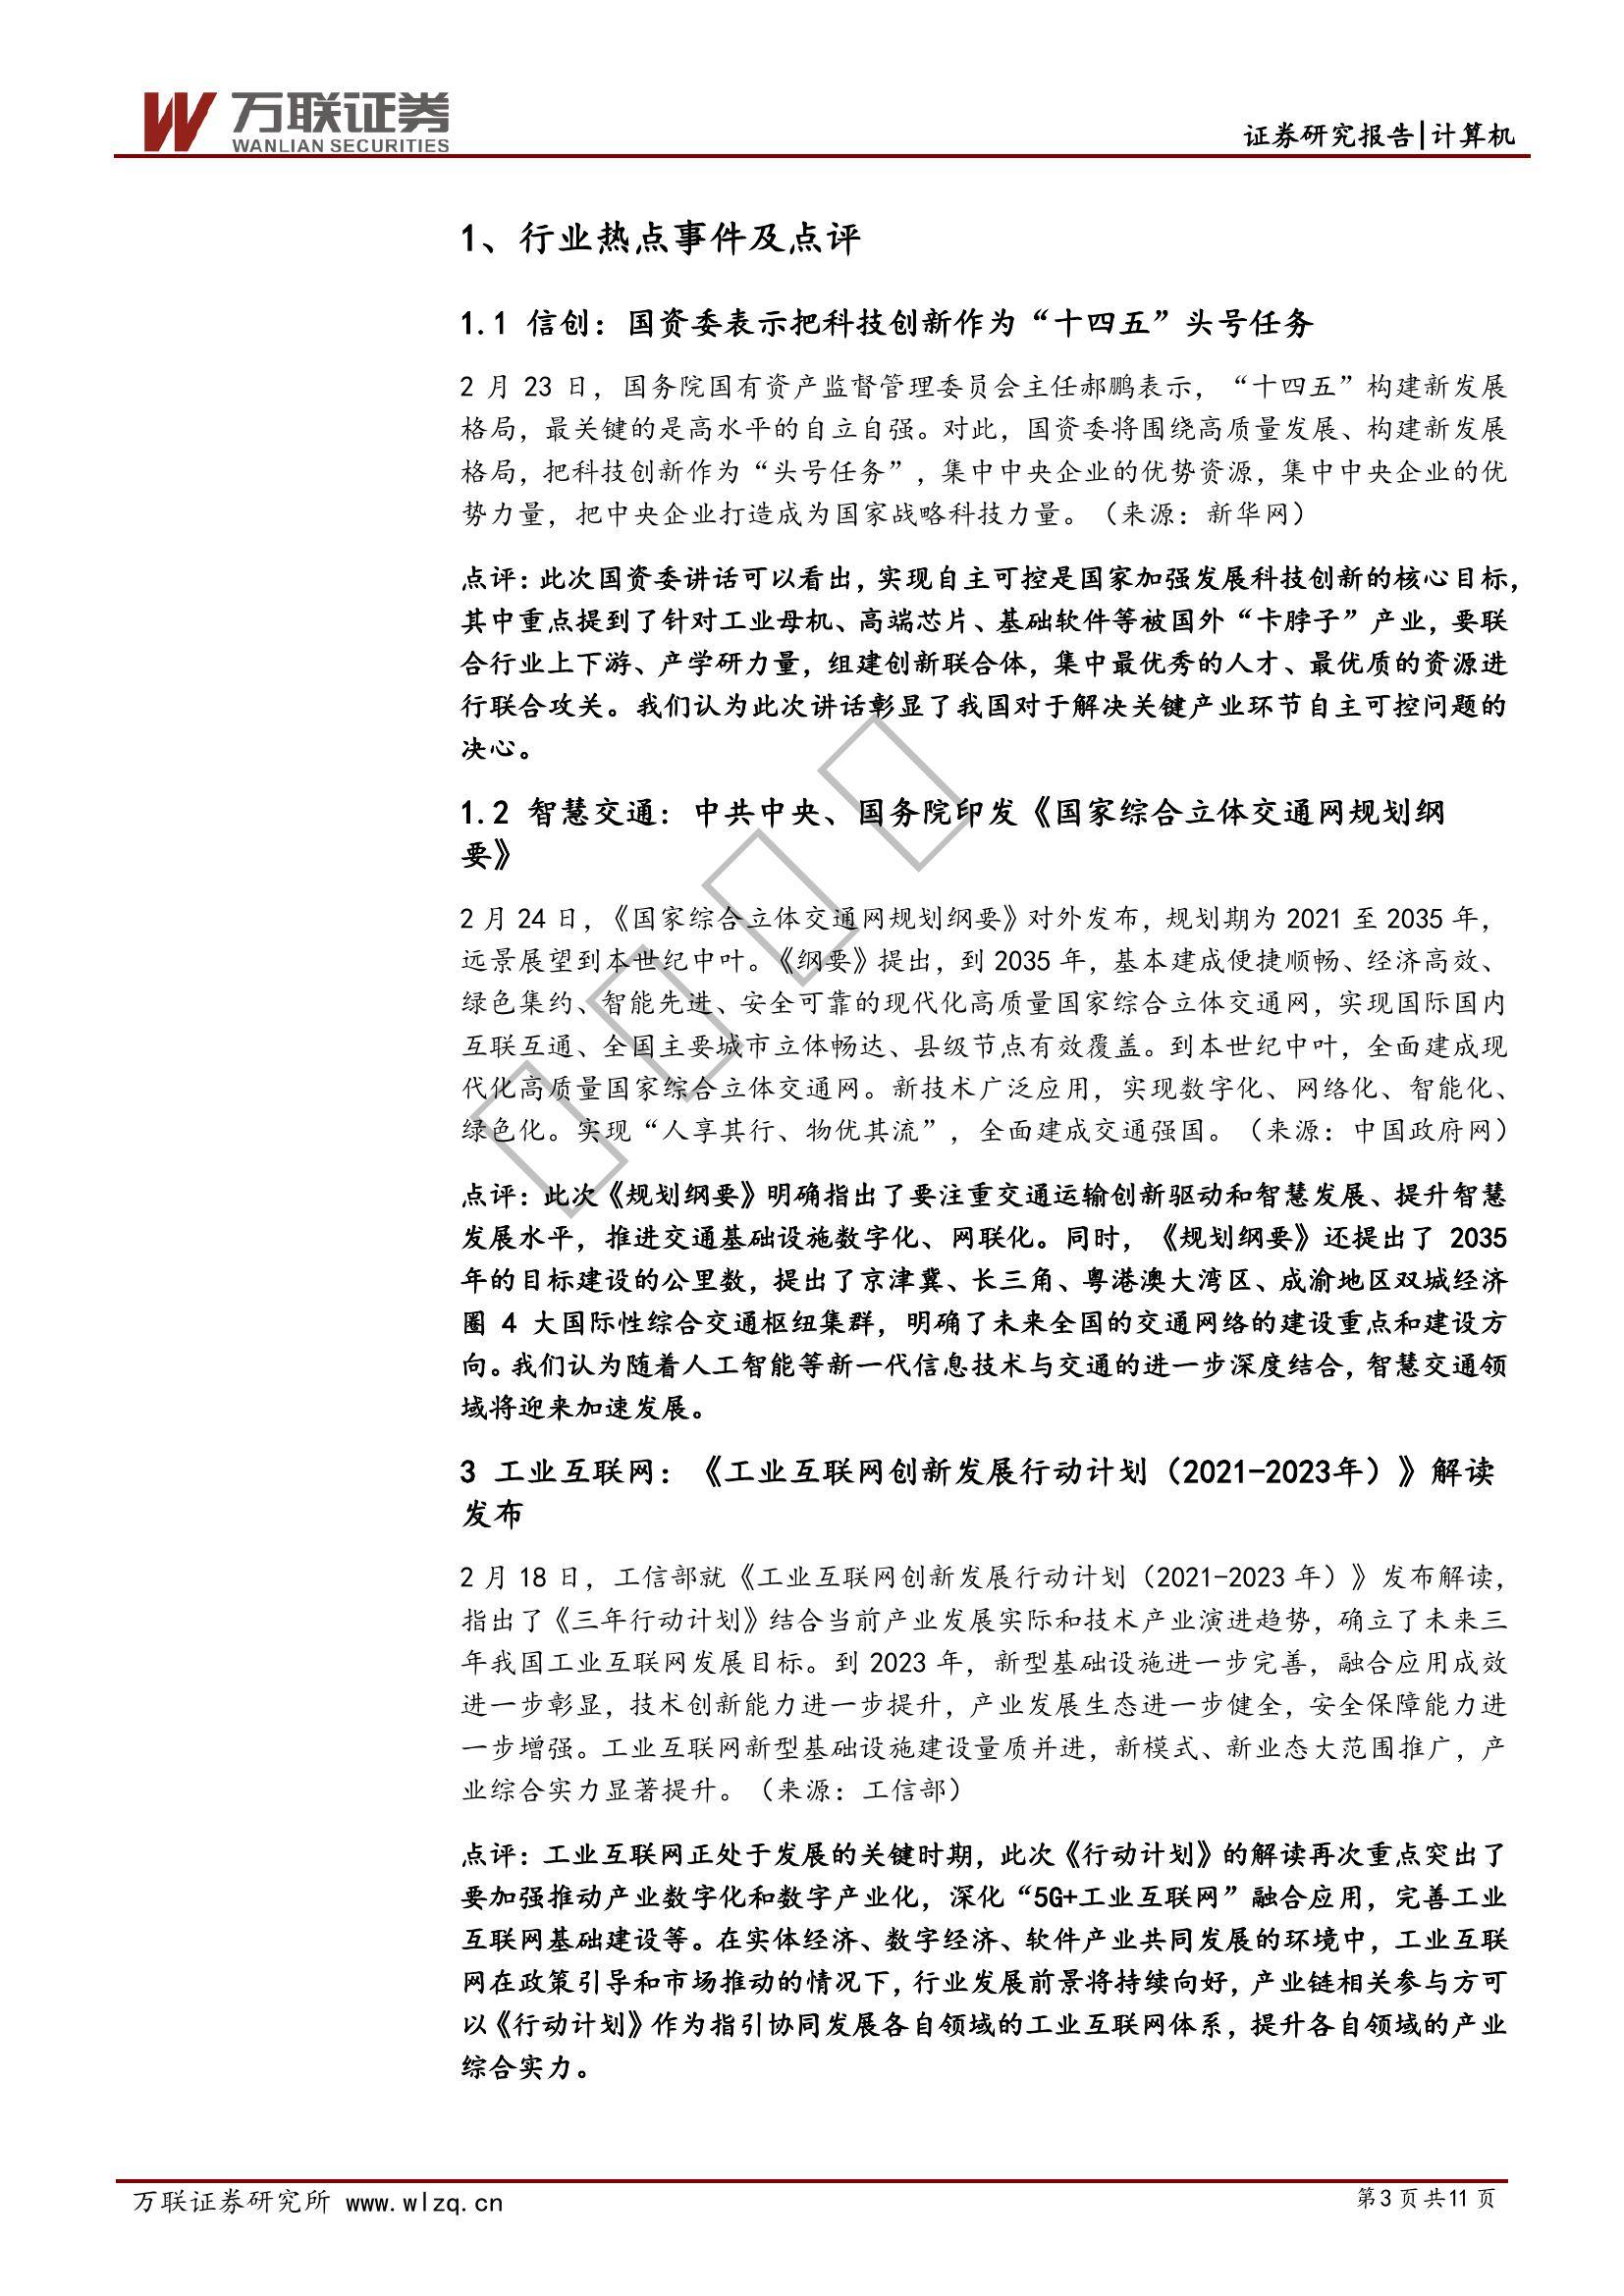 万联证券
WANLIAN SECURITIES
证券研究报告|计算机
1、行业热点事件及点评
1.1 信创：国资委表示把科技创新作为“十四五”头号任务
2 月 23 日，国务院国有资产监督管理委员会主任郝鹏表示，“十四五”构建新发展
格局，最关键的是高水平的自立自强。对此，国资委将围绕高质量发展、构建新发展
格局，把科技创新作为“头号任务”，集中中央企业的优势资源，集中中央企业的优
势力量，把中央企业打造成为国家战略科技力量。（来源：新华网）
点评：此次国资委讲话可以看出，实现自主可控是国家加强发展科技创新的核心目标，
其中重点提到了针对工业母机、高端芯片、基础软件等被国外“卡脖子”产业，要联
合行业上下游、产学研力量，组建创新联合体，集中最优秀的人才、最优质的资源进
行联合攻关。我们认为此次讲话彰显了我国对于解决关键产业环节自主可控问题的
决心。
1.2 智慧交通：中共中央、国务院印发《国家综合立体交通网规划纲
要》
2 月 24 日，《国家综合立体交通网规划纲要》对外发布，规划期为 2021 至 2035 年，
远景展望到本世纪中叶。《纲要》提出，到 2035 年，基本建成便捷顺畅、经济高效、
绿色集约、智能先进、安全可靠的现代化高质量国家综合立体交通网，实现国际国内
互联互通、全国主要城市立体畅达、县级节点有效覆盖。到本世纪中叶，全面建成现
代化高质量国家综合立体交通网。新技术广泛应用，实现数字化、网络化、智能化、
绿色化。实现“人享其行、物优其流”，全面建成交通强国。（来源：中国政府网）
点评：此次《规划纲要》明确指出了要注重交通运输创新驱动和智慧发展、提升智慧
发展水平，推进交通基础设施数字化、网联化。同时，《规划纲要》还提出了 2035
年的目标建设的公里数，提出了京津冀、长三角、粤港澳大湾区、成渝地区双城经济
圈 4 大国际性综合交通枢纽集群，明确了未来全国的交通网络的建设重点和建设方
向。我们认为随着人工智能等新一代信息技术与交通的进一步深度结合，智慧交通领
域将迎来加速发展。
3 工业互联网：《工业互联网创新发展行动计划（2021-2023年）》解读
发布
2 月 18 日，工信部就《工业互联网创新发展行动计划（2021-2023 年）》发布解读，
指出了《三年行动计划》结合当前产业发展实际和技术产业演进趋势，确立了未来三
年我国工业互联网发展目标。到 2023 年，新型基础设施进一步完善，融合应用成效
进一步彰显，技术创新能力进一步提升，产业发展生态进一步健全，安全保障能力进
一步增强。工业互联网新型基础设施建设量质并进，新模式、新业态大范围推广，产
业综合实力显著提升。（来源：工信部）
点评：工业互联网正处于发展的关键时期，此次《行动计划》的解读再次重点突出了
要加强推动产业数字化和数字产业化，深化“5G+工业互联网”融合应用，完善工业
互联网基础建设等。在实体经济、数字经济、软件产业共同发展的环境中，工业互联
网在政策引导和市场推动的情况下，行业发展前景将持续向好，产业链相关参与方可
以《行动计划》作为指引协同发展各自领域的工业互联网体系，提升各自领域的产业
综合实力。
万联证券研究所 www.wlzq.cn
第 3 页 共 11 页